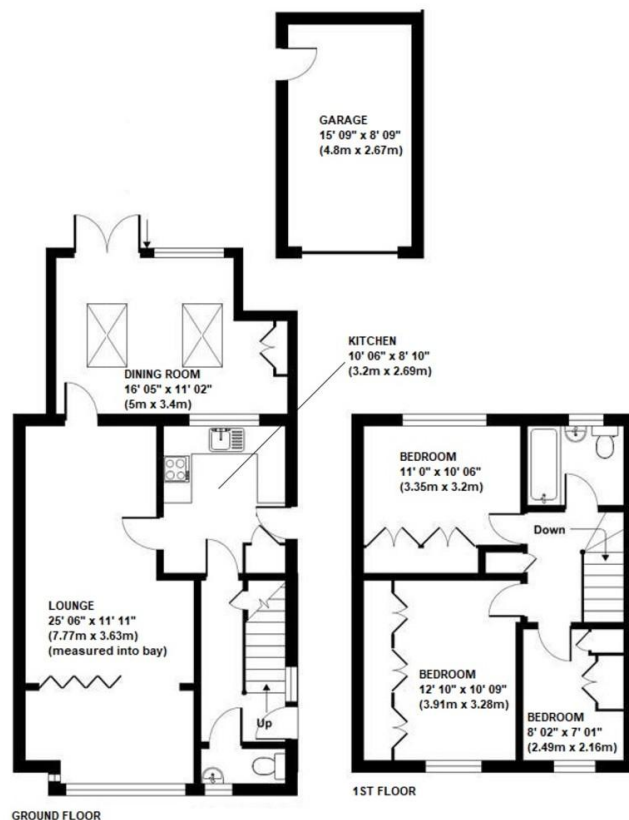 GARAGE
15' 09" x 8' 09"
(4.8m x 2.67m)
KITCHEN
10' 06" x 8' 10"
(3.2m x 2.69m)
DINING ROOM
16' 05" x 11' 02"
(5m x 3.4m)
BEDROOM
11' 0" x 10' 06"
(3.35m x 3.2m)
Down
LOUNGE
25' 06" x 11' 11"
(7.77m x 3.63m)
(measured into bay)
BEDROOM
12' 10" x 10' 09"
(3.91m x 3.28m)
Up
BEDROOM
8' 02" x 7' 01"
(2.49m x 2.16m)
1ST FLOOR
GROUND FLOOR